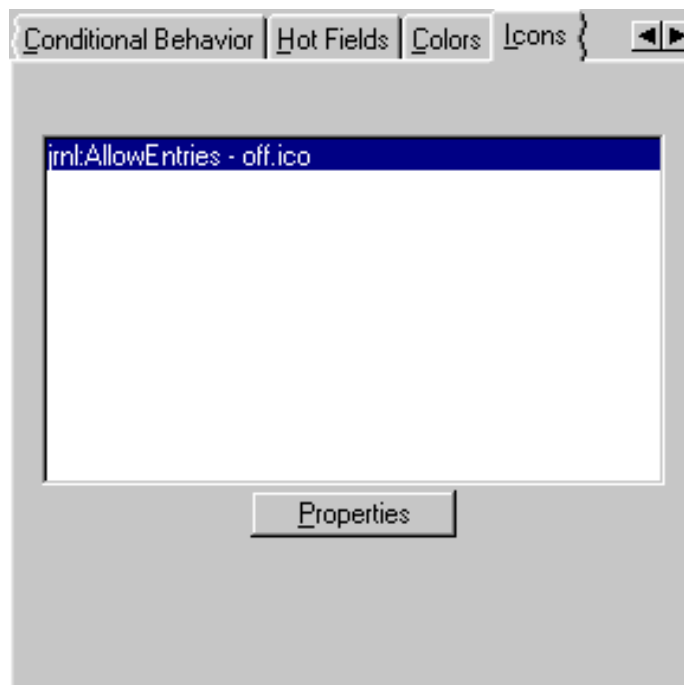 Conditional Behavior Hot Fields Colors Icons
jrnl:AllowEntries - off.ico
Properties